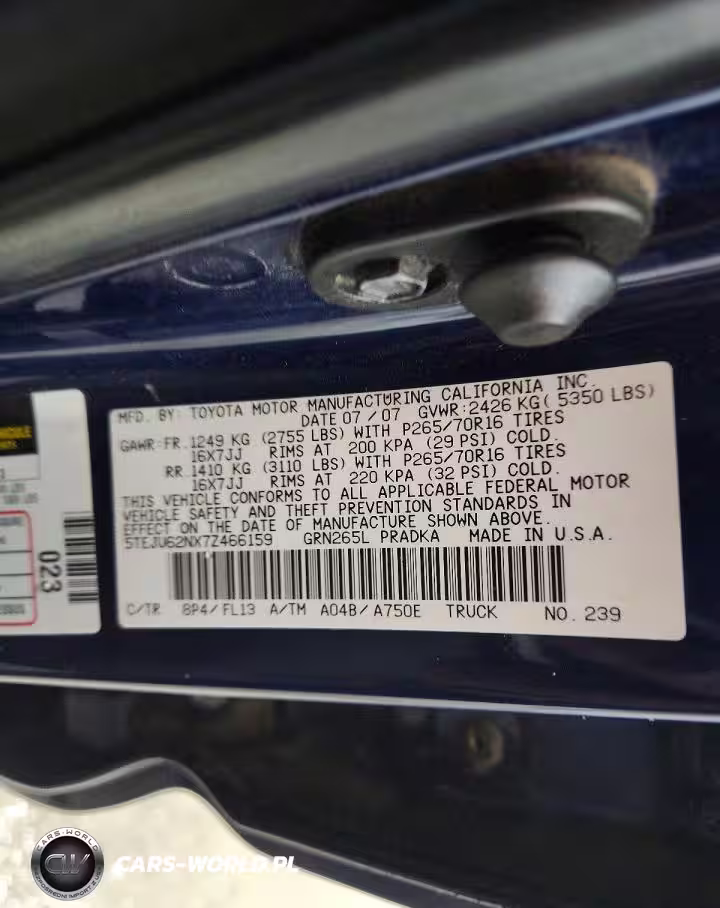 MFD. BY: TOYOTA MOTOR MANUFACTURING CALIFORNIA INC.
DATE 07/07 GVWR:2426 KG( 5350 LBS)
GAWR:FR.1249 KG (2755 LBS) WITH P265/70R16 TIRES
16X7JJ RIMS AT 200 KPA (29 PSI) COLD.
RR.1410 KG (3110 LBS) WITH P265/70R16 TIRES
16X7JJ RIMS AT 220 KPA (32 PSI) COLD.
THIS VEHICLE CONFORMS TO ALL APPLICABLE FEDERAL MOTOR
VEHICLE SAFETY AND THEFT PREVENTION STANDARDS IN
EFFECT ON THE DATE OF MANUFACTURE SHOWN ABOVE.
5TEJU62NX7Z466159 GRN265L PRADKA MADE IN U.S.A.
C/TR 8P4/FL13 A/TM A04B/A750E TRUCK NO. 239
023
CARS-WORLD
CW
CARS-WORLD.PL